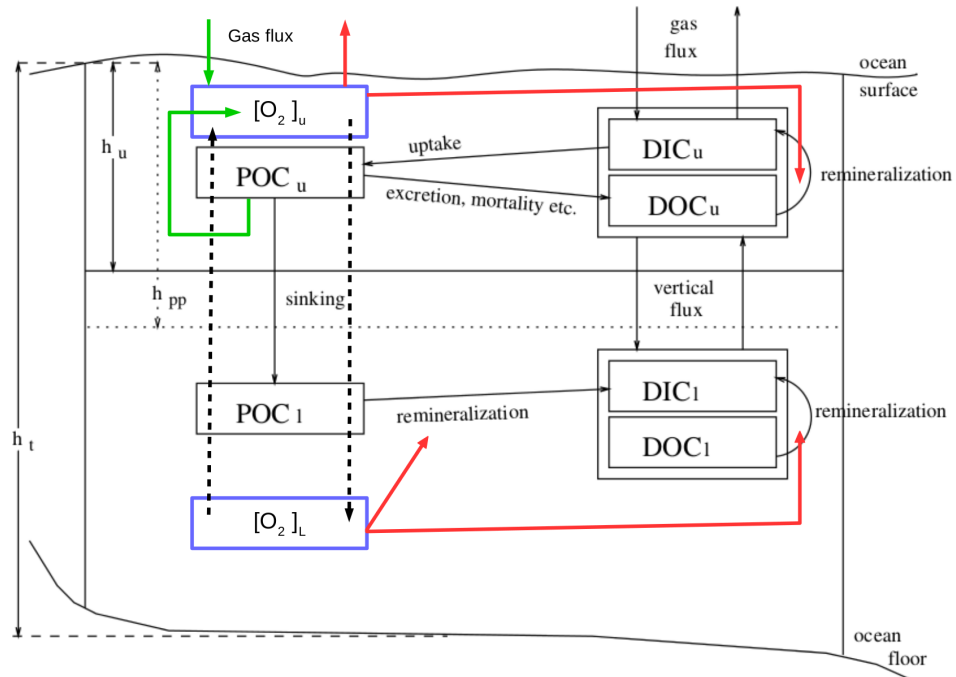 Gas flux
gas
flux
ocean
surface
[O2]u
h u
uptake
DICu
POC u
remineralization
excretion, mortality etc.
DOCu
h pp
sinking
vertical
flux
DICl
POC l
remineralization
remineralization
h t
DOCl
[O2]L
ocean
floor